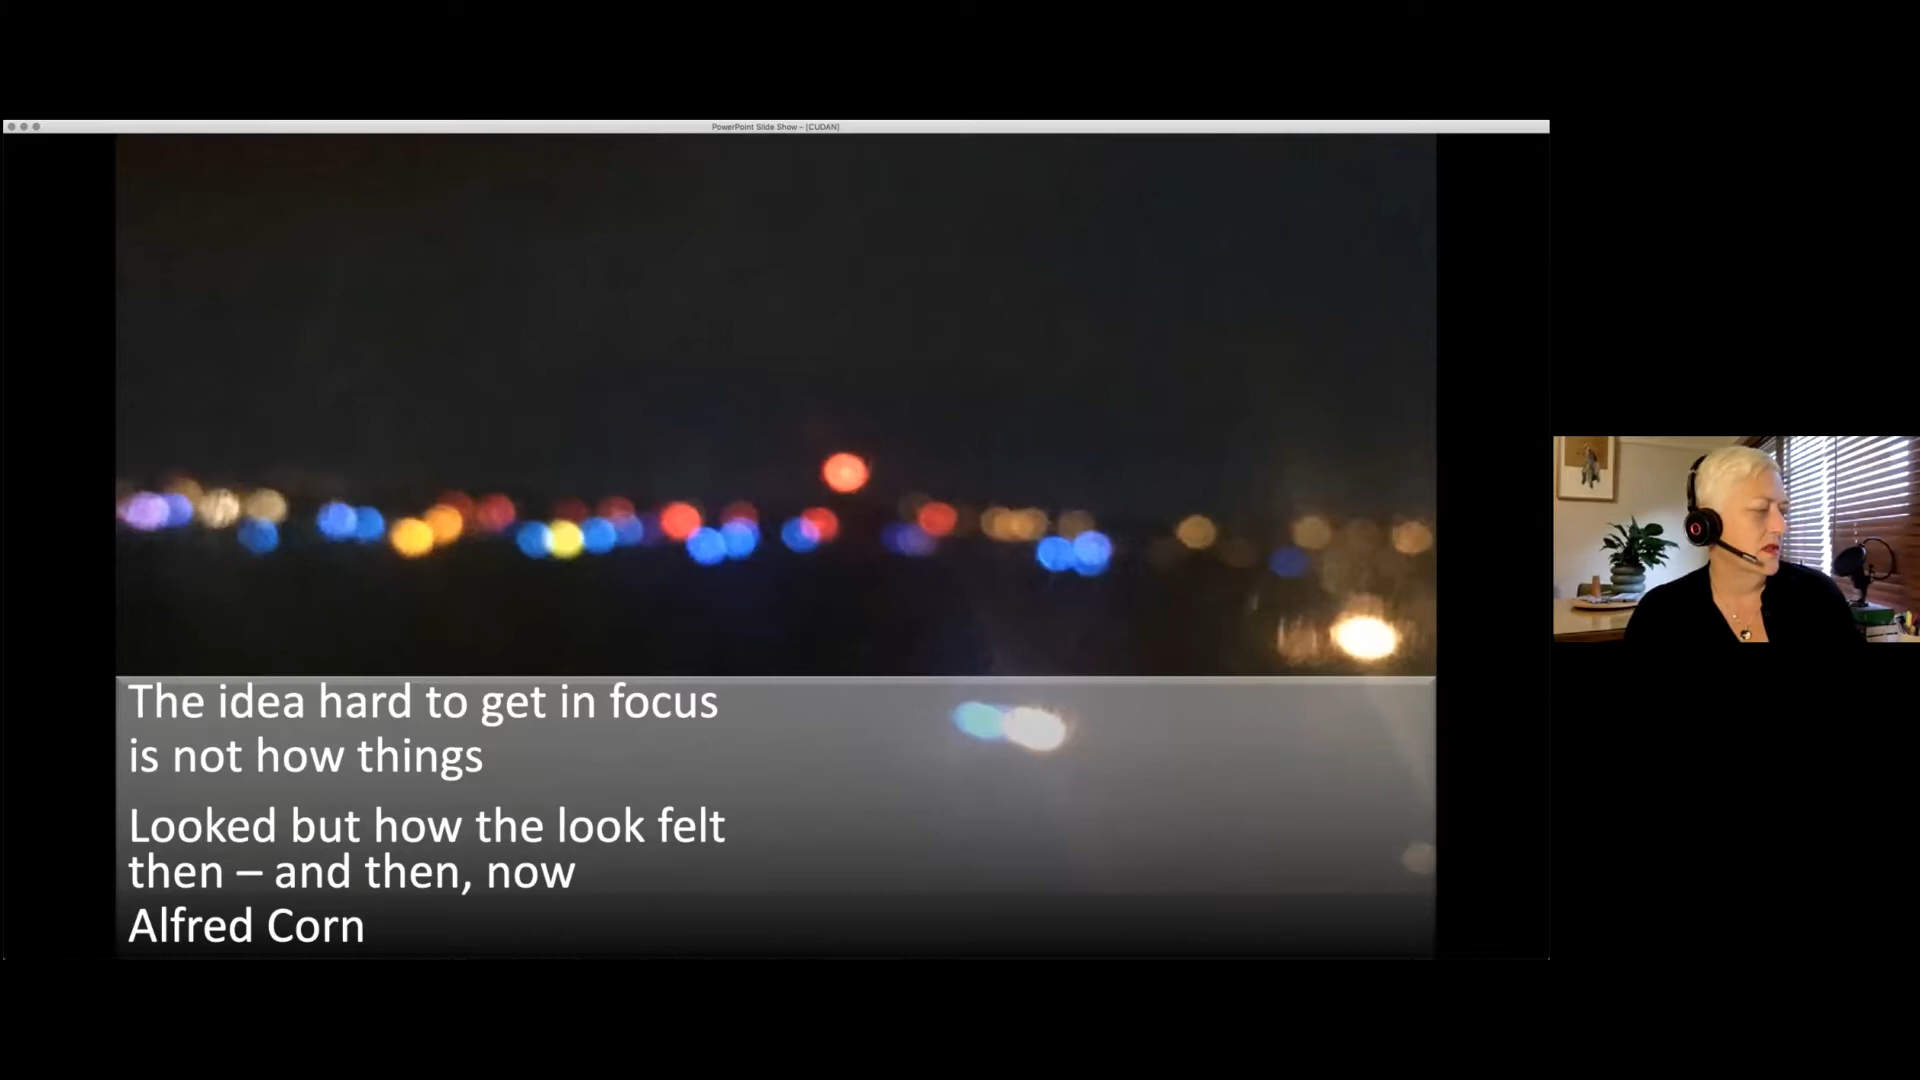 PowerPoint Slide Show – [CUDAN]
The idea hard to get in focus
is not how things
Looked but how the look felt
then – and then, now
Alfred Corn